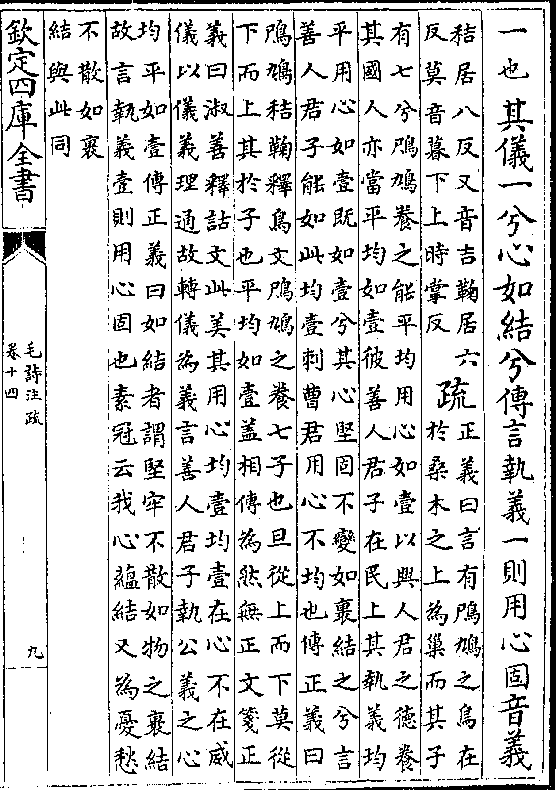 一也其儀一兮心如結兮傳言執義一則用心固音義
秸居八反又音吉鞠居六
反莫音暮下上時掌反
疏
正義曰言有鳲鳩之鳥在
於桑木之上為巢而其子
有七兮鳲鳩養之能平均用心如壹以興人君之德養
其國人亦當平均如壹彼善人君子在民上其執義均
平用心如壹既如壹兮其心堅固不變如裹結之兮言
善人君子能如此均壹刺曹君用心不均也傳正義曰
鳲鳩秸鞠釋鳥文鳲鳩之養七子也旦從上而下莫從
下而上其於子也平均如壹蓋相傳為然無正文箋正
義曰淑善釋詁文此美其用心均壹均壹在心不在威
儀以儀義理通故轉儀為義言善人君子執公義之心
均平如壹傳正義曰如結者謂堅牢不散如物之裹結
故言執義壹則用心固也素冠云我心蘊結又為憂愁
不散如裹
結與此同
欽定四庫全書
毛詩注疏
卷十四
九